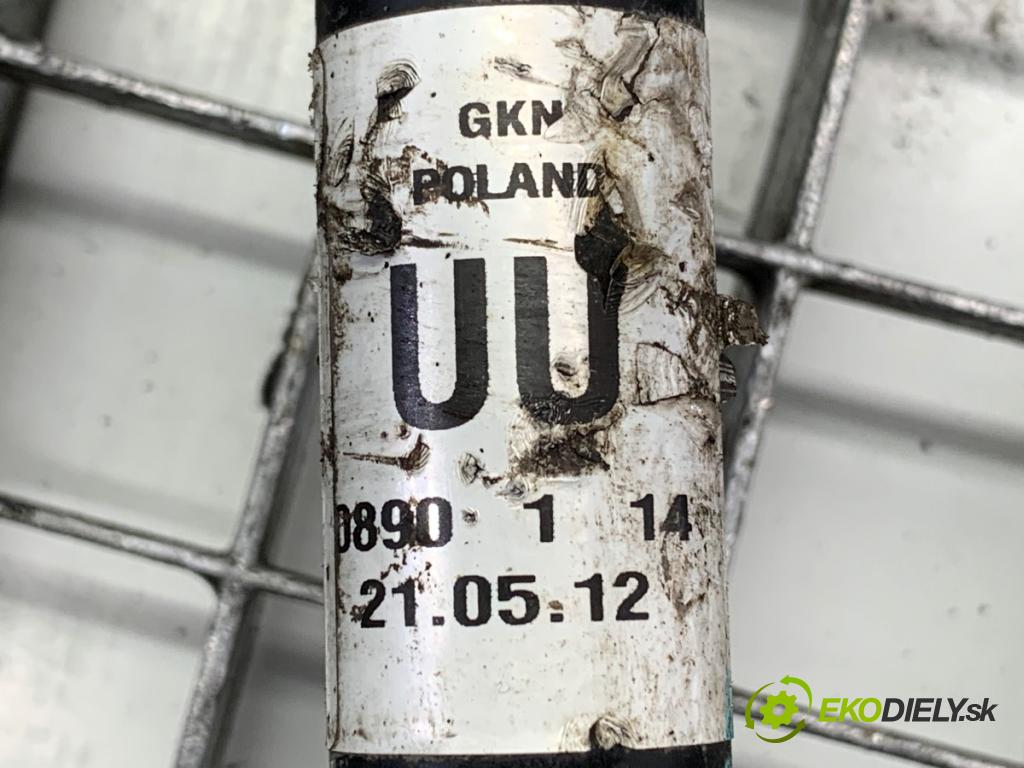 GKN
POLAND
UU
0890 1 14
21.05.12
EKODIELY.sk